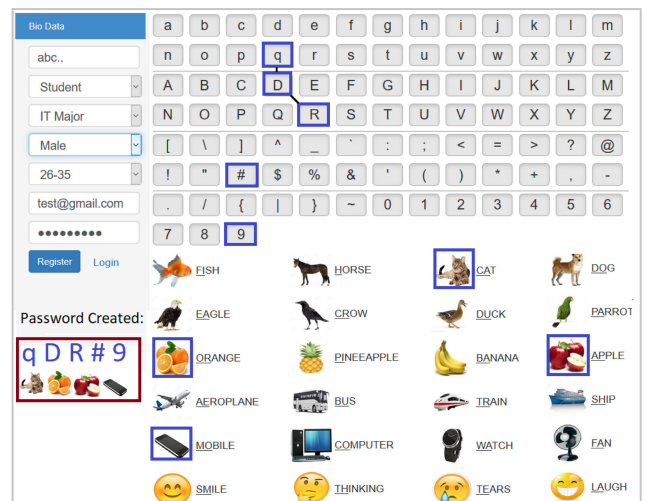 Bio Data
abc..
Student
IT Major
Male
26-35
test@gmail.com
Register Login
Password Created:
q D R # 9
a b c d e f g h i j k l m
n o p q r s t u v w x y z
A B C D E F G H I J K L M
N O P Q R S T U V W X Y Z
[ \ ] ^ _ ` : ; < = > ? @
! " # $ % & ' ( ) * + , -
. / { | } ~ 0 1 2 3 4 5 6
7 8 9
FISH HORSE CAT DOG
EAGLE CROW DUCK PARROT
ORANGE PINEEAPPLE BANANA APPLE
AEROPLANE BUS TRAIN SHIP
MOBILE COMPUTER WATCH FAN
SMILE THINKING TEARS LAUGH